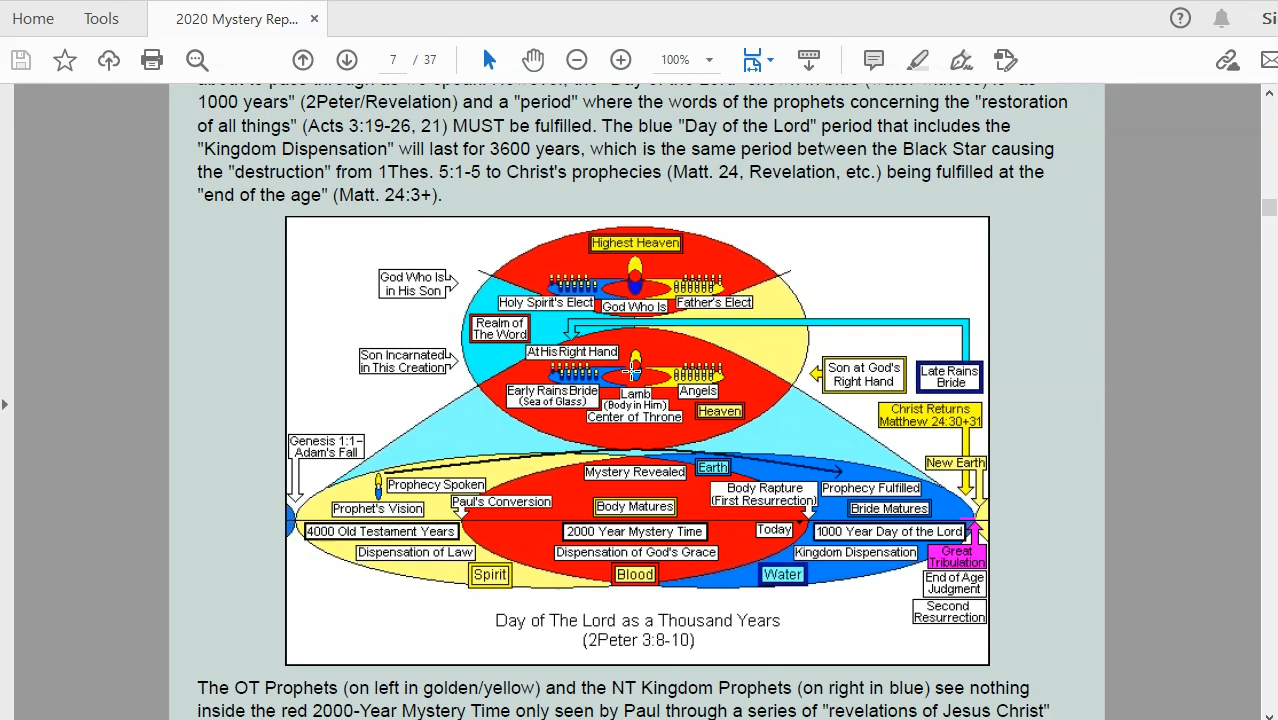 Home
Tools
2020 Mystery Rep...
7 / 37
100%
1000 years" (2Peter/Revelation) and a "period" where the words of the prophets concerning the "restoration
of all things" (Acts 3:19-26, 21) MUST be fulfilled. The blue "Day of the Lord" period that includes the
"Kingdom Dispensation" will last for 3600 years, which is the same period between the Black Star causing
the "destruction" from 1Thes. 5:1-5 to Christ's prophecies (Matt. 24, Revelation, etc.) being fulfilled at the
"end of the age" (Matt. 24:3+).
Highest Heaven
God Who Is
in His Son
Holy Spirit's Elect
God Who Is
Father's Elect
Realm of
The Word
At His Right Hand
Son Incarnated
in This Creation
Son at God's
Right Hand
Late Rains
Bride
Early Rains Bride
(Sea of Glass)
Lamb
(Body in Him)
Center of Throne
Angels
Heaven
Christ Returns
Matthew 24:30+31
Genesis 1:1-
Adam's Fall
New Earth
Prophecy Spoken
Mystery Revealed
Earth
Prophet's Vision
Paul's Conversion
Body Matures
Body Rapture
(First Resurrection)
Prophecy Fulfilled
Bride Matures
4000 Old Testament Years
2000 Year Mystery Time
Today
1000 Year Day of the Lord
Dispensation of Law
Dispensation of God's Grace
Kingdom Dispensation
Great
Tribulation
Spirit
Blood
Water
End of Age
Judgment
Second
Resurrection
Day of The Lord as a Thousand Years
(2Peter 3:8-10)
The OT Prophets (on left in golden/yellow) and the NT Kingdom Prophets (on right in blue) see nothing
inside the red 2000-Year Mystery Time only seen by Paul through a series of "revelations of Jesus Christ"